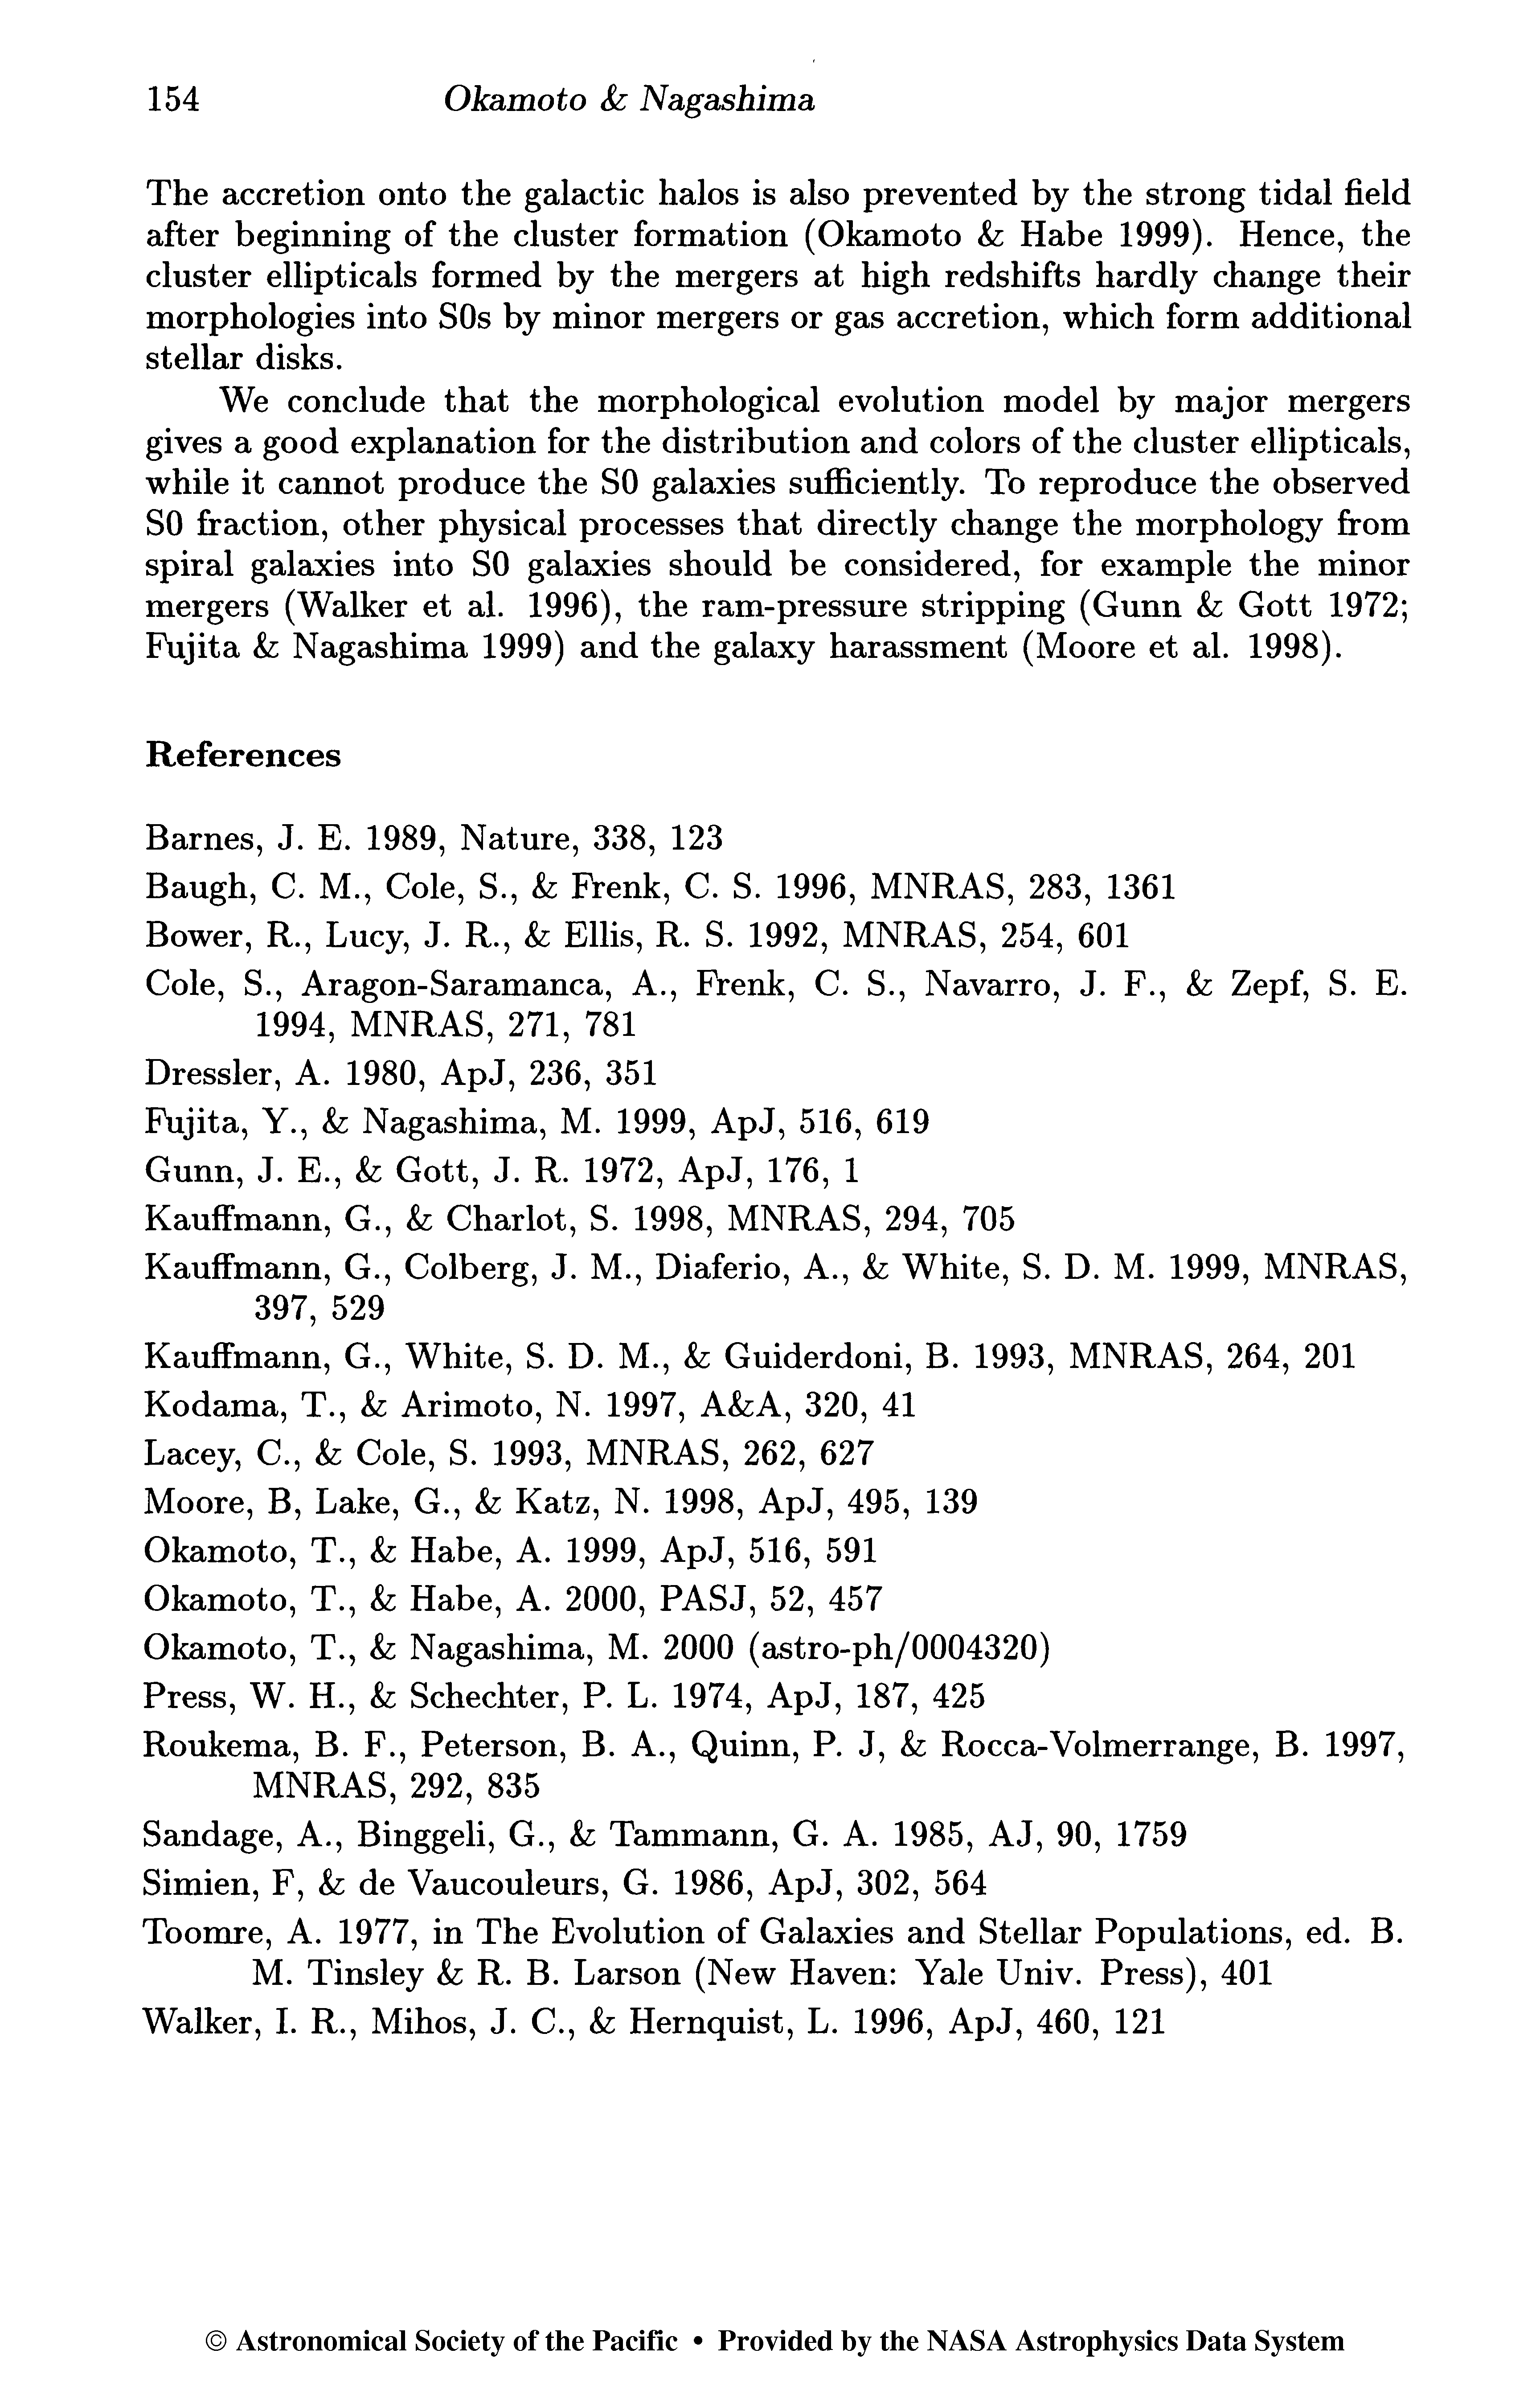 154 Okamoto & Nagashima
The accretion onto the galactic halos is also prevented by the strong tidal field
after beginning of the cluster formation (Okamoto & Habe 1999). Hence, the
cluster ellipticals formed by the mergers at high redshifts hardly change their
morphologies into S0s by minor mergers or gas accretion, which form additional
stellar disks.
We conclude that the morphological evolution model by major mergers
gives a good explanation for the distribution and colors of the cluster ellipticals,
while it cannot produce the S0 galaxies sufficiently. To reproduce the observed
S0 fraction, other physical processes that directly change the morphology from
spiral galaxies into S0 galaxies should be considered, for example the minor
mergers (Walker et al. 1996), the ram-pressure stripping (Gunn & Gott 1972;
Fujita & Nagashima 1999) and the galaxy harassment (Moore et al. 1998).
References
Barnes, J. E. 1989, Nature, 338, 123
Baugh, C. M., Cole, S., & Frenk, C. S. 1996, MNRAS, 283, 1361
Bower, R., Lucy, J. R., & Ellis, R. S. 1992, MNRAS, 254, 601
Cole, S., Aragon-Saramanca, A., Frenk, C. S., Navarro, J. F., & Zepf, S. E.
1994, MNRAS, 271, 781
Dressler, A. 1980, ApJ, 236, 351
Fujita, Y., & Nagashima, M. 1999, ApJ, 516, 619
Gunn, J. E., & Gott, J. R. 1972, ApJ, 176, 1
Kauffmann, G., & Charlot, S. 1998, MNRAS, 294, 705
Kauffmann, G., Colberg, J. M., Diaferio, A., & White, S. D. M. 1999, MNRAS,
397, 529
Kauffmann, G., White, S. D. M., & Guiderdoni, B. 1993, MNRAS, 264, 201
Kodama, T., & Arimoto, N. 1997, A&A, 320, 41
Lacey, C., & Cole, S. 1993, MNRAS, 262, 627
Moore, B, Lake, G., & Katz, N. 1998, ApJ, 495, 139
Okamoto, T., & Habe, A. 1999, ApJ, 516, 591
Okamoto, T., & Habe, A. 2000, PASJ, 52, 457
Okamoto, T., & Nagashima, M. 2000 (astro-ph/0004320)
Press, W. H., & Schechter, P. L. 1974, ApJ, 187, 425
Roukema, B. F., Peterson, B. A., Quinn, P. J, & Rocca-Volmerrange, B. 1997,
MNRAS, 292, 835
Sandage, A., Binggeli, G., & Tammann, G. A. 1985, AJ, 90, 1759
Simien, F, & de Vaucouleurs, G. 1986, ApJ, 302, 564
Toomre, A. 1977, in The Evolution of Galaxies and Stellar Populations, ed. B.
M. Tinsley & R. B. Larson (New Haven: Yale Univ. Press), 401
Walker, I. R., Mihos, J. C., & Hernquist, L. 1996, ApJ, 460, 121
© Astronomical Society of the Pacific • Provided by the NASA Astrophysics Data System